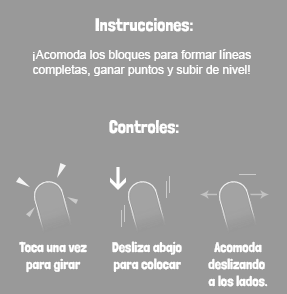 Instrucciones:
¡Acomoda los bloques para formar líneas
completas, ganar puntos y subir de nivel!
Controles:
Toca una vez
para girar
Desliza abajo
para colocar
Acomoda
deslizando
a los lados.